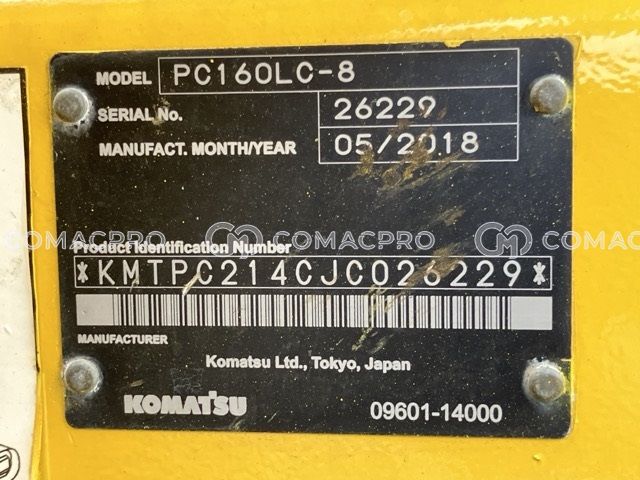 MODEL PC160LC-8
SERIAL No. 26229
MANUFACT. MONTH/YEAR 05/2018
COMACPRO COMACPRO COMACPRO
Product Identification Number
*KMTPC214CJC026229*
MANUFACTURER
Komatsu Ltd., Tokyo, Japan
KOMATSU 09601-14000